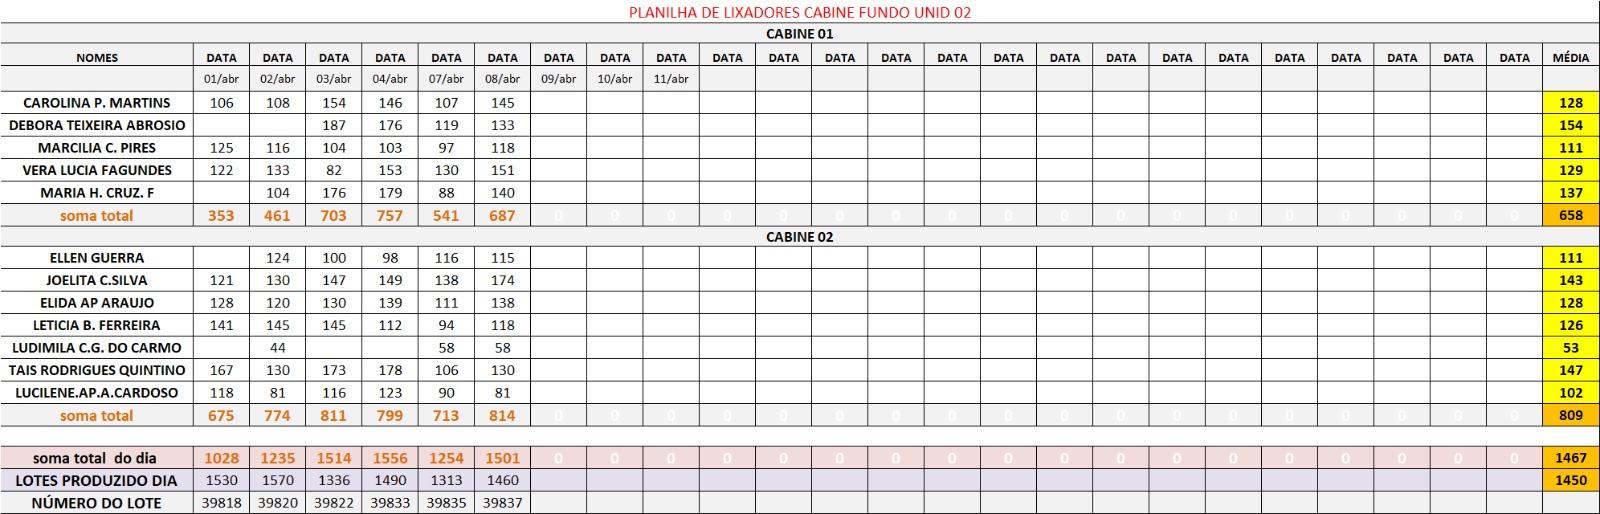 PLANILHA DE LIXADORES CABINE FUNDO UNID 02
CABINE 01
NOMES DATA DATA DATA DATA DATA DATA DATA DATA DATA DATA DATA DATA DATA DATA DATA DATA DATA DATA DATA DATA DATA DATA DATA DATA MÉDIA
01/abr 02/abr 03/abr 04/abr 07/abr 08/abr 09/abr 10/abr 11/abr
CAROLINA P. MARTINS 106 108 154 146 107 145 128
DEBORA TEIXEIRA ABROSIO 187 176 119 133 154
MARCILIA C. PIRES 125 116 104 103 97 118 111
VERA LUCIA FAGUNDES 122 133 82 153 130 151 129
MARIA H. CRUZ. F 104 176 179 88 140 137
soma total 353 461 703 757 541 687 0 0 0 0 0 0 0 0 0 0 0 0 0 0 0 0 0 0 658
CABINE 02
ELLEN GUERRA 124 100 98 116 115 111
JOELITA C.SILVA 121 130 147 149 138 174 143
ELIDA AP ARAUJO 128 120 130 139 111 138 128
LETICIA B. FERREIRA 141 145 145 112 94 118 126
LUDIMILA C.G. DO CARMO 44 58 58 53
TAIS RODRIGUES QUINTINO 167 130 173 178 106 130 147
LUCILENE.AP.A.CARDOSO 118 81 116 123 90 81 102
soma total 675 774 811 799 713 814 0 0 0 0 0 0 0 0 0 0 0 0 0 0 0 0 0 0 809
soma total do dia 1028 1235 1514 1556 1254 1501 0 0 0 0 0 0 0 0 0 0 0 0 0 0 0 0 0 0 1467
LOTES PRODUZIDO DIA 1530 1570 1336 1490 1313 1460 1450
NÚMERO DO LOTE 39818 39820 39822 39833 39835 39837